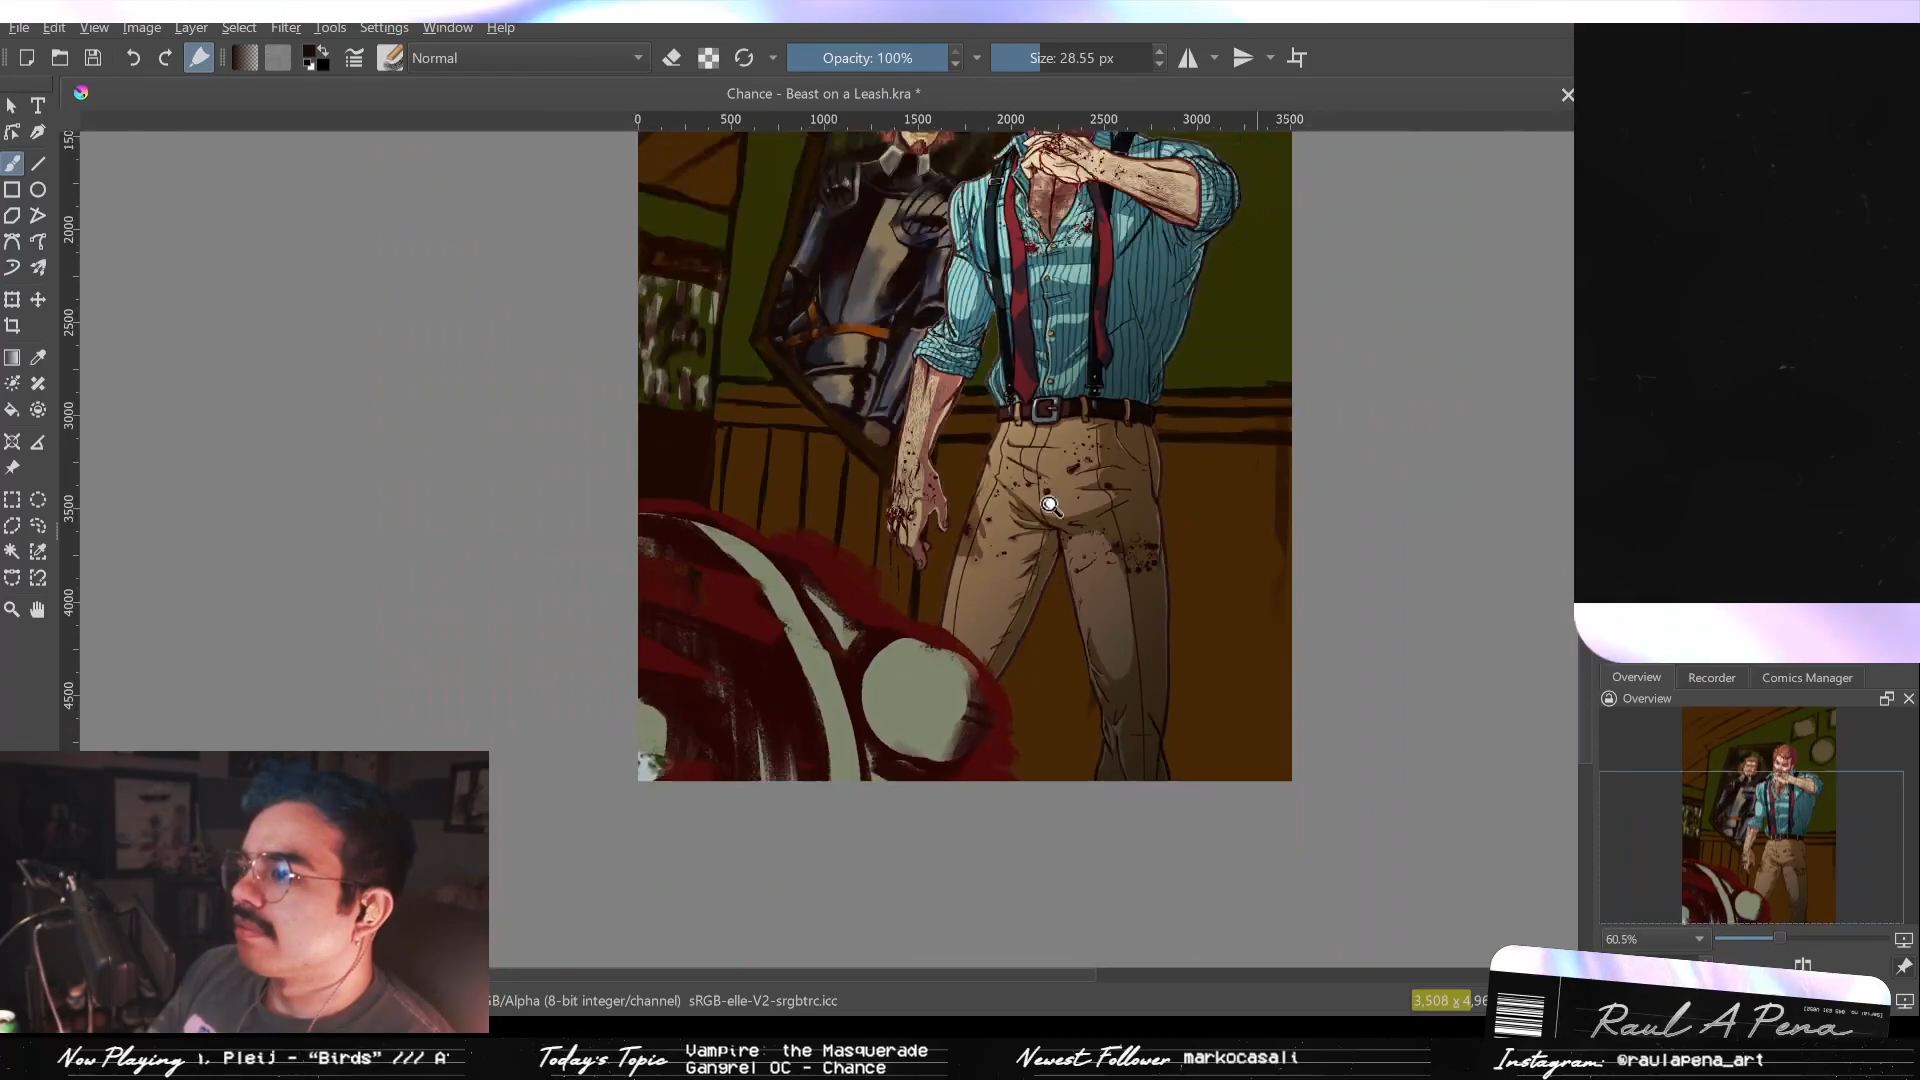 File Edit View Image Layer Select Filter Tools Settings Window Help
Normal Opacity: 100% Size: 28.55 px
Chance - Beast on a Leash.kra *
0 500 1000 1500 2000 2500 3000 3500
150
2000
2500
3000
3500
4000
4500
Overview Recorder Comics Manager
Overview
60.5%
GB/Alpha (8-bit integer/channel) sRGB-elle-V2-srgbtrc.icc
3,508 x 4,96
Raul A Pena
Now Playing Pleij - “Birds” /// A
Today's Topic Vampire: the Masquerade
Gangrel OC - Chance
Newest Follower markocasali
Instagram: @raulapena_art